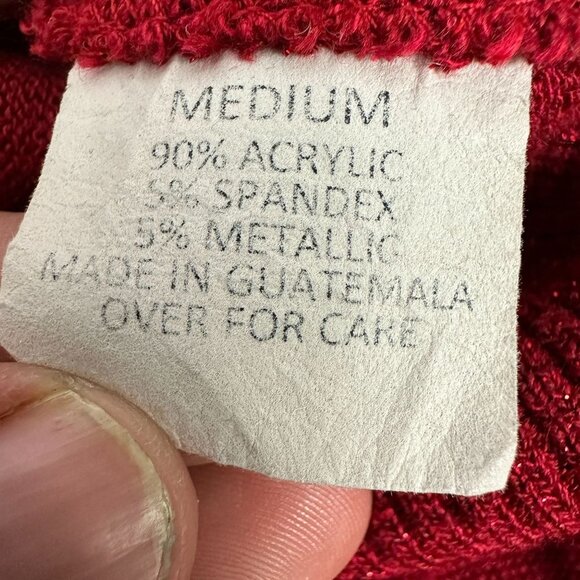 MEDIUM
90% ACRYLIC
5% SPANDEX
5% METALLIC
MADE IN GUATEMALA
OVER FOR CARE